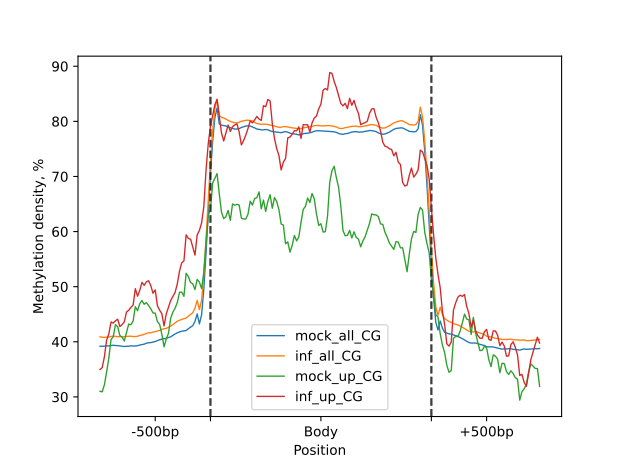 90
80
70
60
50
40
30
Methylation density, %
mock_all_CG
inf_all_CG
mock_up_CG
inf_up_CG
-500bp Body +500bp
Position